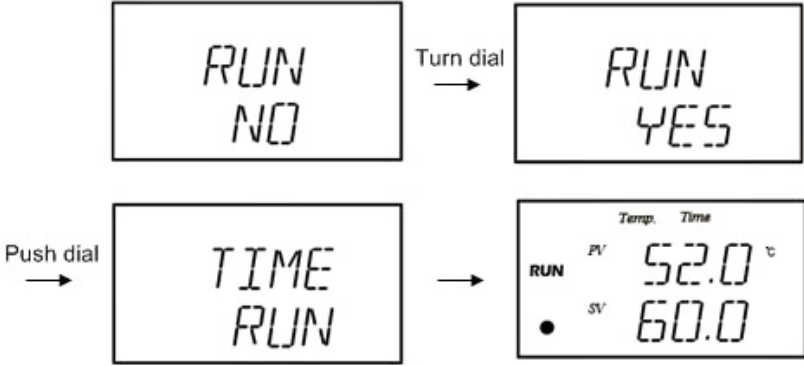 RUN
NO
Turn dial
RUN
YES
Push dial
TIME
RUN
Temp. Time
PV 52.0 ℃
RUN
SV 60.0